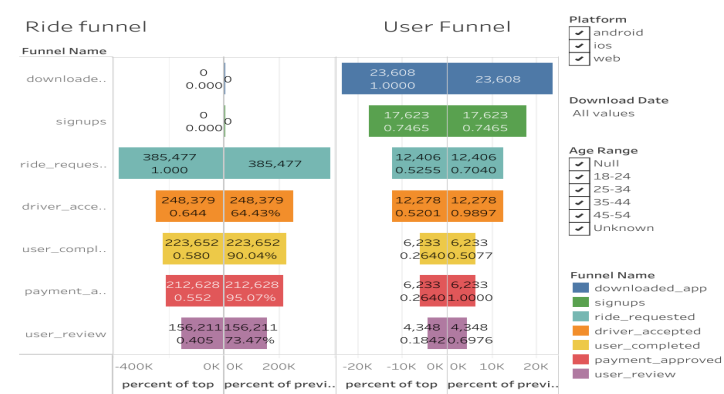 Ride funnel
User Funnel
Funnel Name
downloade..
0
0.000
0
23,608
1.0000
23,608
signups
0
0.000
0
17,623
0.7465
17,623
0.7465
ride_reques..
385,477
1.000
385,477
12,406
0.5255
12,406
0.7040
driver_acce..
248,379
0.644
248,379
64.43%
12,278
0.5201
12,278
0.9897
user_compl..
223,652
0.580
223,652
90.04%
6,233
0.2640
6,233
0.5077
payment_a..
212,628
0.552
212,628
95.07%
6,233
0.2640
6,233
1.0000
user_review
156,211
0.405
156,211
73.47%
4,348
0.1842
4,348
0.6976
-400K 0K 0K 200K
-20K -10K 0K 0K 10K 20K
percent of top
percent of previ..
percent of top
percent of previ..
Platform
android
ios
web
Download Date
All values
Age Range
Null
18-24
25-34
35-44
45-54
Unknown
Funnel Name
downloaded_app
signups
ride_requested
driver_accepted
user_completed
payment_approved
user_review